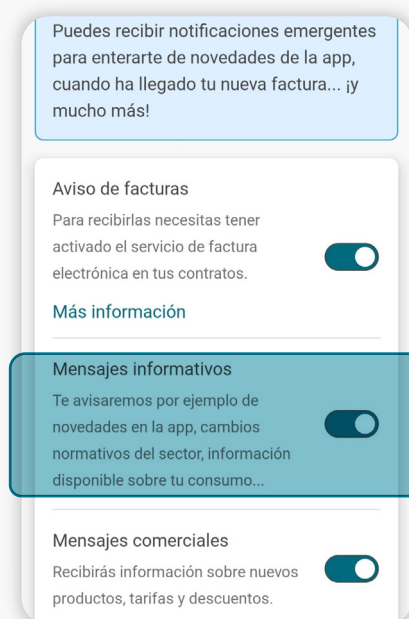 Puedes recibir notificaciones emergentes
para enterarte de novedades de la app,
cuando ha llegado tu nueva factura... ¡y
mucho más!
Aviso de facturas
Para recibirlas necesitas tener
activado el servicio de factura
electrónica en tus contratos.
Más información
Mensajes informativos
Te avisaremos por ejemplo de
novedades en la app, cambios
normativos del sector, información
disponible sobre tu consumo...
Mensajes comerciales
Recibirás información sobre nuevos
productos, tarifas y descuentos.